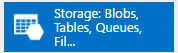 Storage: Blobs,
Tables, Queues,
Fil...